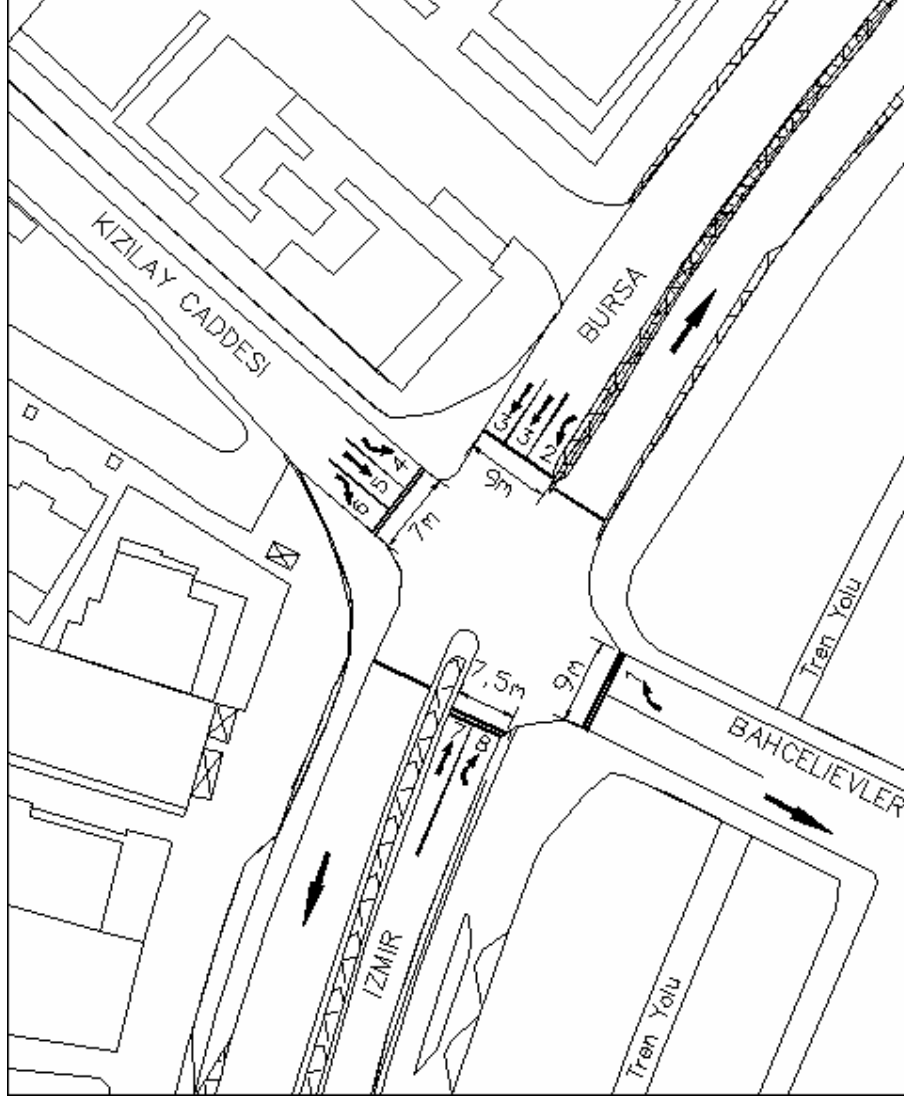 KIZILAY CADDESİ
BURSA
3 3 2
9m
4
5
6
7m
Tren Yolu
7,5m
9m
1
7 8
BAHCELIEVLER
IZMIR
Tren Yolu